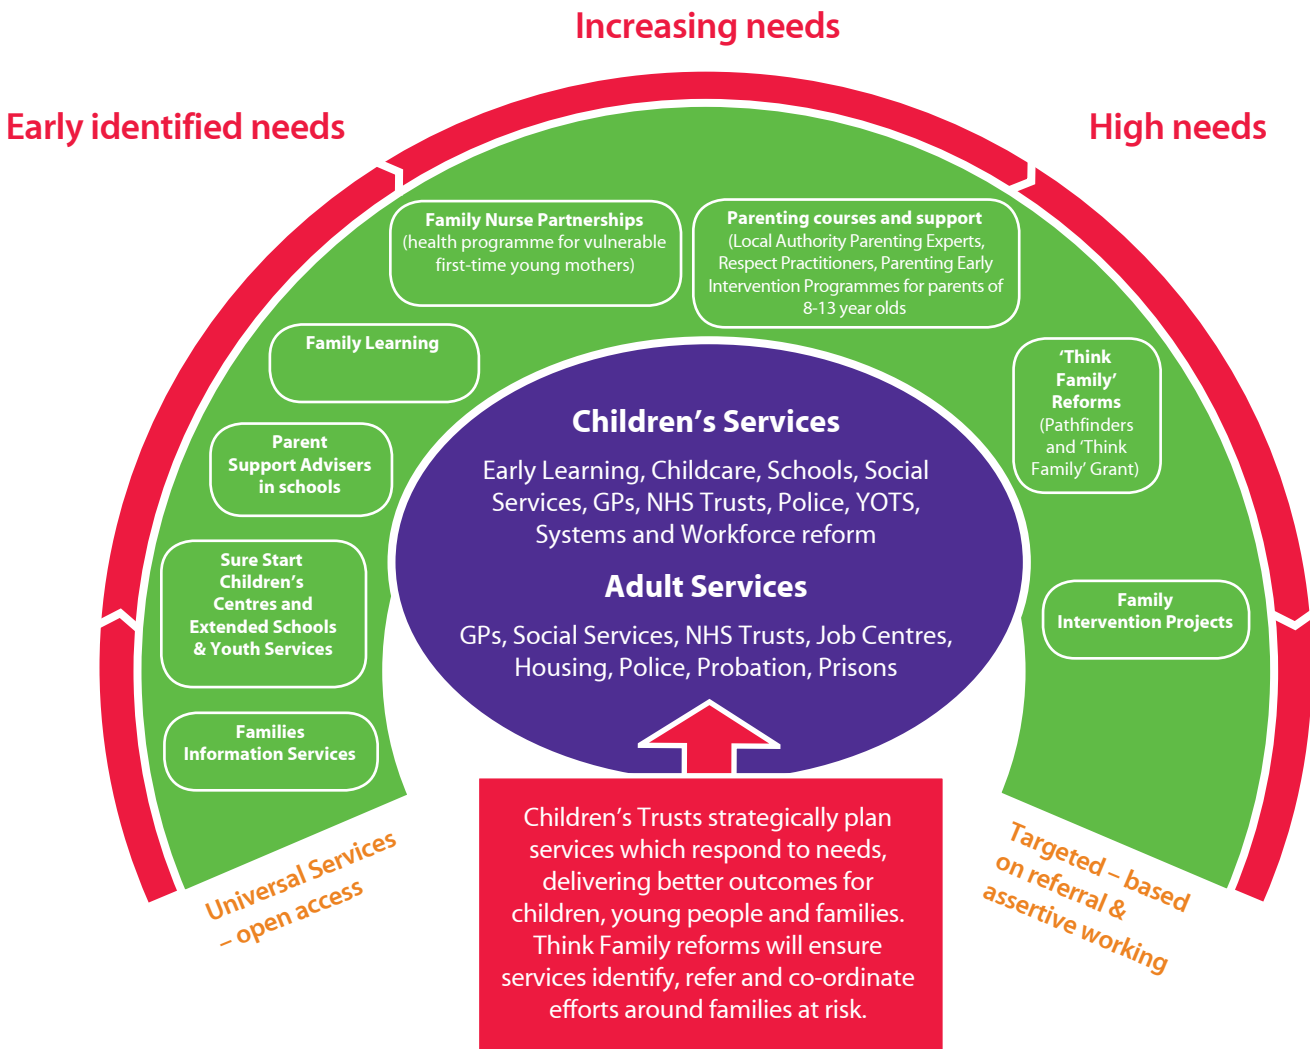 Increasing needs
Early identified needs
High needs
Family Nurse Partnerships
(health programme for vulnerable
first-time young mothers)
Parenting courses and support
(Local Authority Parenting Experts,
Respect Practitioners, Parenting Early
Intervention Programmes for parents of
8-13 year olds
Family Learning
‘Think
Family’
Reforms
(Pathfinders
and ‘Think
Family’ Grant)
Parent
Support Advisers
in schools
Sure Start
Children’s
Centres and
Extended Schools
& Youth Services
Family
Intervention Projects
Families
Information Services
Children’s Services
Early Learning, Childcare, Schools, Social
Services, GPs, NHS Trusts, Police, YOTS,
Systems and Workforce reform
Adult Services
GPs, Social Services, NHS Trusts, Job Centres,
Housing, Police, Probation, Prisons
Universal Services
– open access
Targeted – based
on referral &
assertive working
Children’s Trusts strategically plan
services which respond to needs,
delivering better outcomes for
children, young people and families.
Think Family reforms will ensure
services identify, refer and co-ordinate
efforts around families at risk.